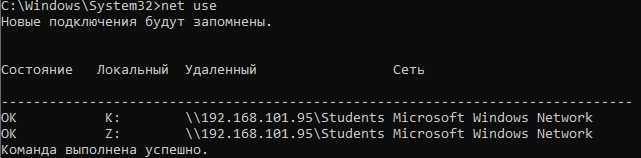 C:\Windows\System32>net use
Новые подключения будут запомнены.
Состояние Локальный Удаленный Сеть
-------------------------------------------------------------------------------
OK K: \\192.168.101.95\Students Microsoft Windows Network
OK Z: \\192.168.101.95\Students Microsoft Windows Network
Команда выполнена успешно.